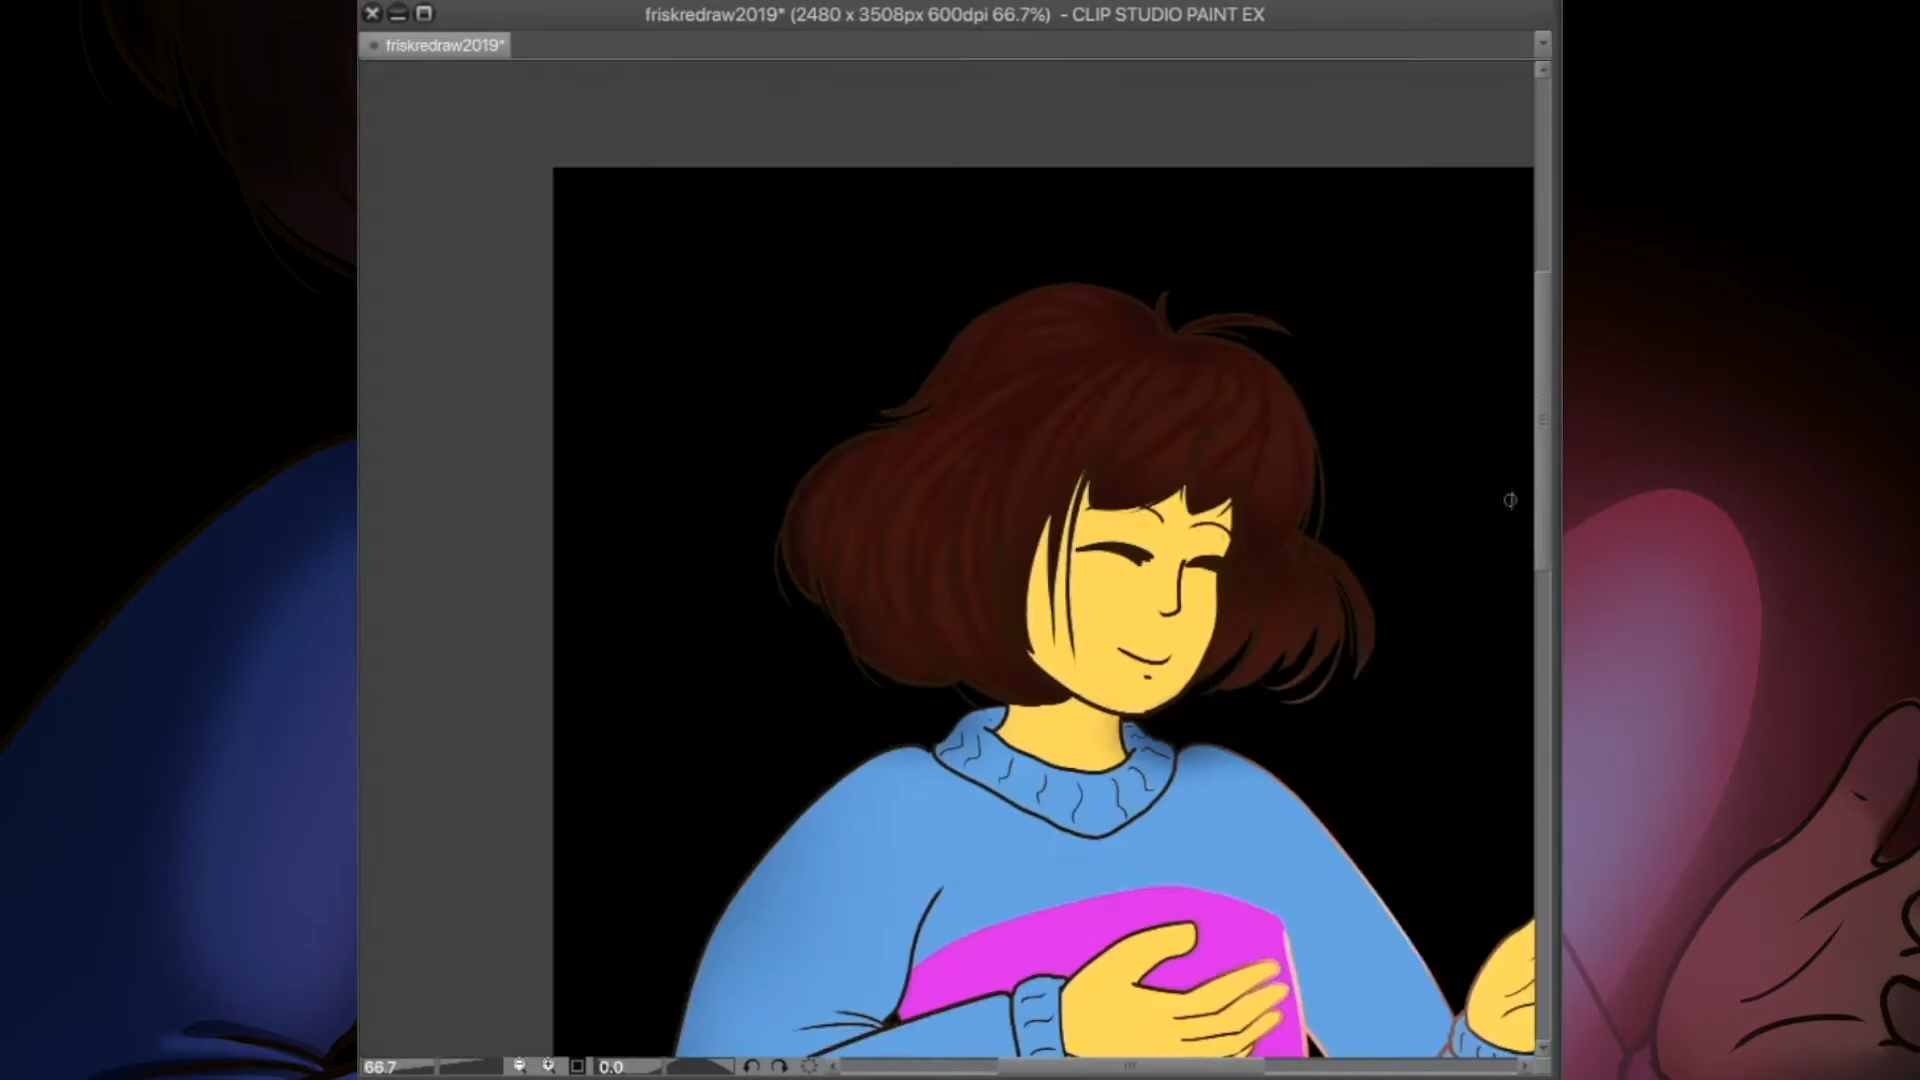 friskredraw2019* (2480 x 3508px 600dpi 66.7%) - CLIP STUDIO PAINT EX
friskredraw2019*
66.7
0.0